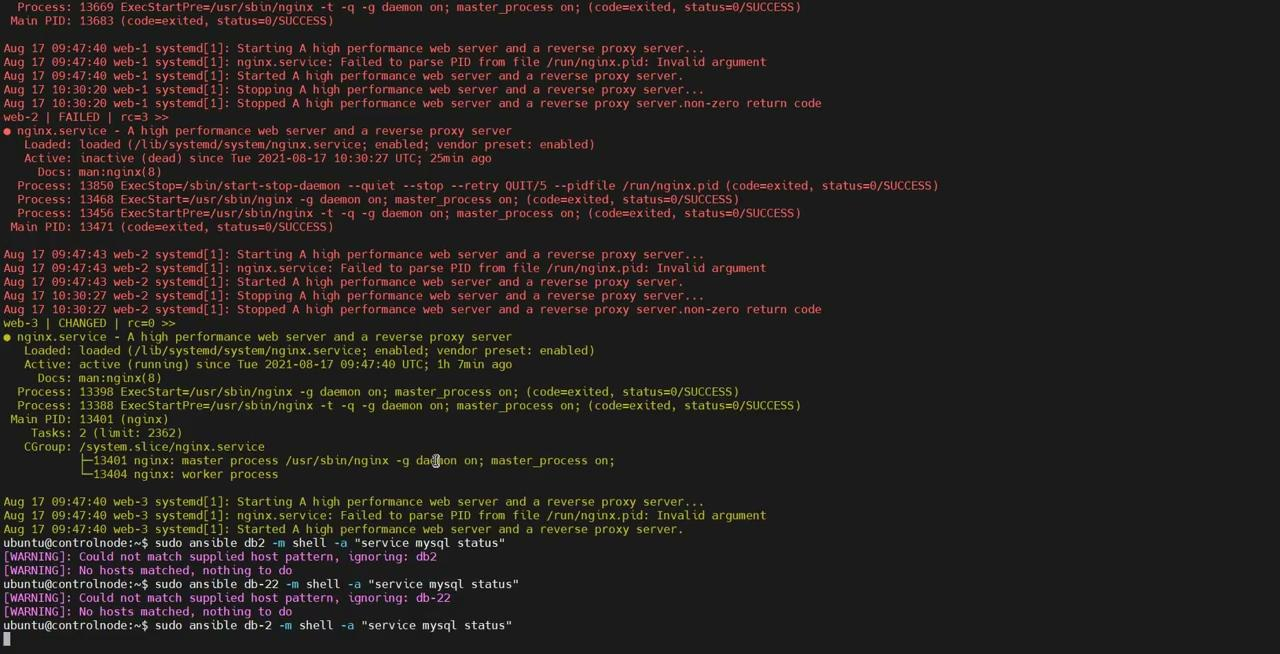 Process: 13669 ExecStartPre=/usr/sbin/nginx -t -q -g daemon on; master_process on; (code=exited, status=0/SUCCESS)
Main PID: 13683 (code=exited, status=0/SUCCESS)
Aug 17 09:47:40 web-1 systemd[1]: Starting A high performance web server and a reverse proxy server...
Aug 17 09:47:40 web-1 systemd[1]: nginx.service: Failed to parse PID from file /run/nginx.pid: Invalid argument
Aug 17 09:47:40 web-1 systemd[1]: Started A high performance web server and a reverse proxy server.
Aug 17 10:30:20 web-1 systemd[1]: Stopping A high performance web server and a reverse proxy server...
Aug 17 10:30:20 web-1 systemd[1]: Stopped A high performance web server and a reverse proxy server.non-zero return code
web-2 | FAILED | rc=3 >>
● nginx.service - A high performance web server and a reverse proxy server
Loaded: loaded (/lib/systemd/system/nginx.service; enabled; vendor preset: enabled)
Active: inactive (dead) since Tue 2021-08-17 10:30:27 UTC; 25min ago
Docs: man:nginx(8)
Process: 13850 ExecStop=/sbin/start-stop-daemon --quiet --stop --retry QUIT/5 --pidfile /run/nginx.pid (code=exited, status=0/SUCCESS)
Process: 13468 ExecStart=/usr/sbin/nginx -g daemon on; master_process on; (code=exited, status=0/SUCCESS)
Process: 13456 ExecStartPre=/usr/sbin/nginx -t -q -g daemon on; master_process on; (code=exited, status=0/SUCCESS)
Main PID: 13471 (code=exited, status=0/SUCCESS)
Aug 17 09:47:43 web-2 systemd[1]: Starting A high performance web server and a reverse proxy server...
Aug 17 09:47:43 web-2 systemd[1]: nginx.service: Failed to parse PID from file /run/nginx.pid: Invalid argument
Aug 17 09:47:43 web-2 systemd[1]: Started A high performance web server and a reverse proxy server.
Aug 17 10:30:27 web-2 systemd[1]: Stopping A high performance web server and a reverse proxy server...
Aug 17 10:30:27 web-2 systemd[1]: Stopped A high performance web server and a reverse proxy server.non-zero return code
web-3 | CHANGED | rc=0 >>
● nginx.service - A high performance web server and a reverse proxy server
Loaded: loaded (/lib/systemd/system/nginx.service; enabled; vendor preset: enabled)
Active: active (running) since Tue 2021-08-17 09:47:40 UTC; 1h 7min ago
Docs: man:nginx(8)
Process: 13398 ExecStart=/usr/sbin/nginx -g daemon on; master_process on; (code=exited, status=0/SUCCESS)
Process: 13388 ExecStartPre=/usr/sbin/nginx -t -q -g daemon on; master_process on; (code=exited, status=0/SUCCESS)
Main PID: 13401 (nginx)
Tasks: 2 (limit: 2362)
CGroup: /system.slice/nginx.service
├─13401 nginx: master process /usr/sbin/nginx -g daemon on; master_process on;
└─13404 nginx: worker process
Aug 17 09:47:40 web-3 systemd[1]: Starting A high performance web server and a reverse proxy server...
Aug 17 09:47:40 web-3 systemd[1]: nginx.service: Failed to parse PID from file /run/nginx.pid: Invalid argument
Aug 17 09:47:40 web-3 systemd[1]: Started A high performance web server and a reverse proxy server.
ubuntu@controlnode:~$ sudo ansible db2 -m shell -a "service mysql status"
[WARNING]: Could not match supplied host pattern, ignoring: db2
[WARNING]: No hosts matched, nothing to do
ubuntu@controlnode:~$ sudo ansible db-22 -m shell -a "service mysql status"
[WARNING]: Could not match supplied host pattern, ignoring: db-22
[WARNING]: No hosts matched, nothing to do
ubuntu@controlnode:~$ sudo ansible db-2 -m shell -a "service mysql status"